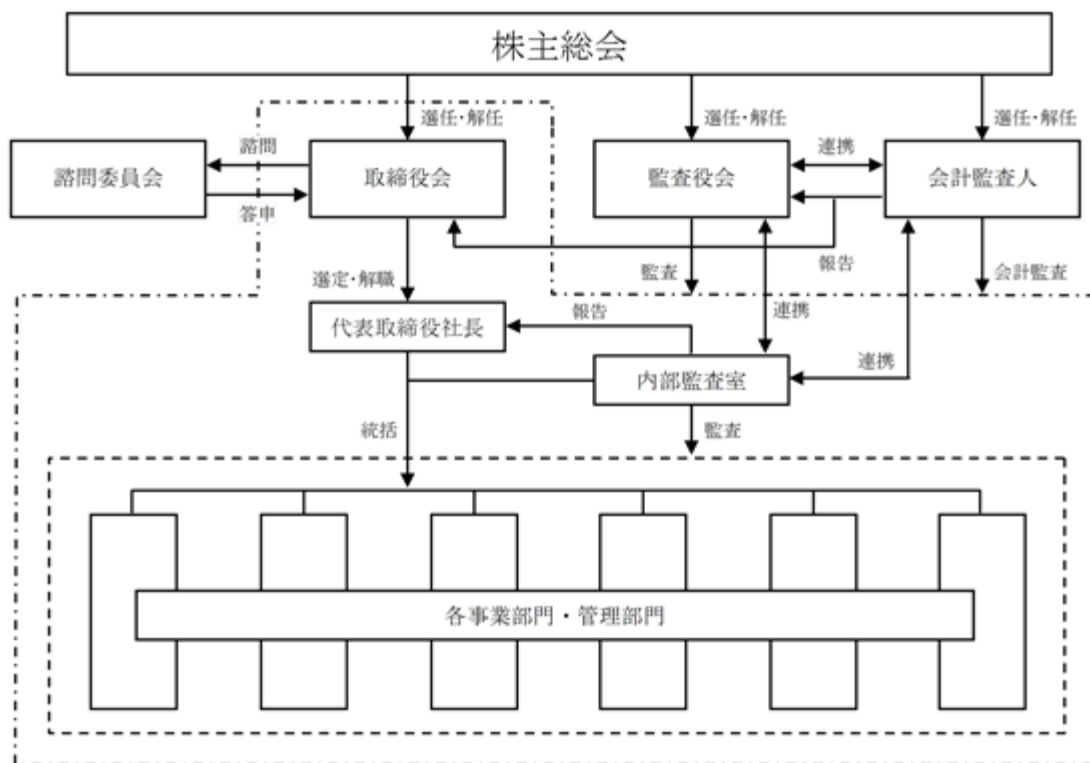 株主総会
選任・解任
選任・解任
選任・解任
諮問委員会
諮問
答申
取締役会
監査役会
連携
会計監査人
報告
選定・解職
監査
会計監査
代表取締役社長
報告
連携
内部監査室
連携
統括
監査
各事業部門・管理部門